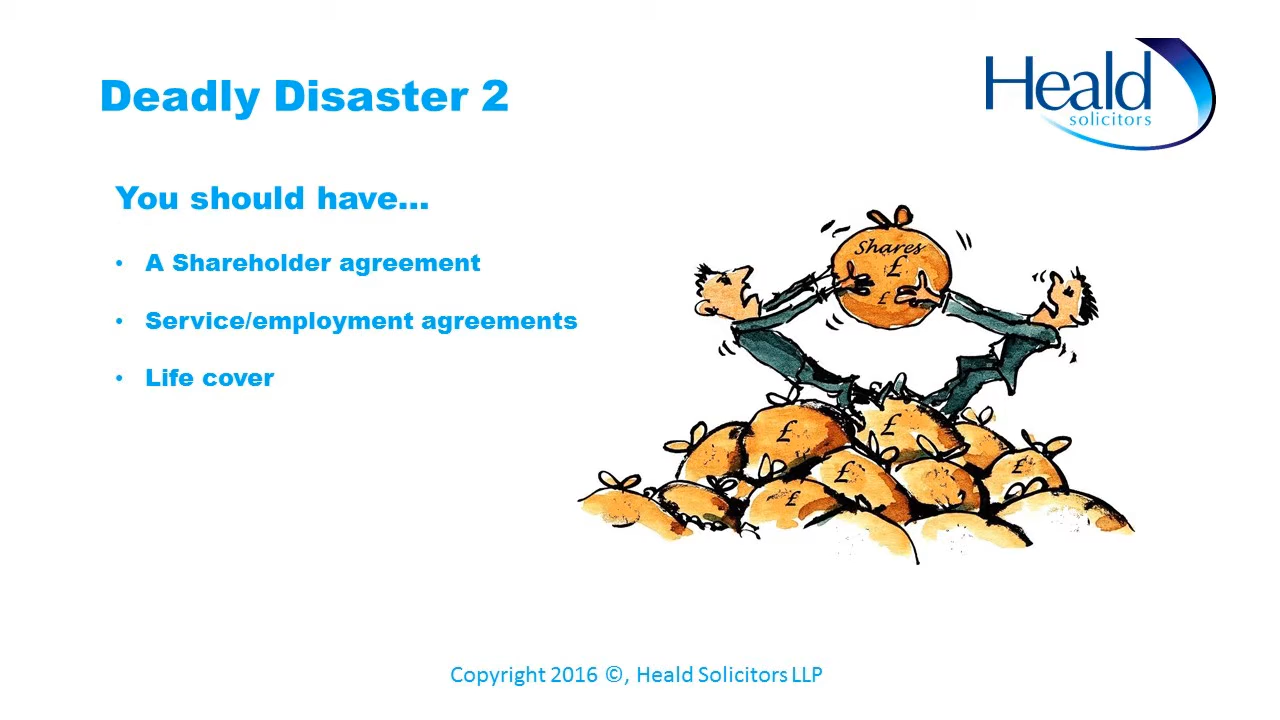 Deadly Disaster 2
Heald
solicitors
You should have...
• A Shareholder agreement
• Service/employment agreements
• Life cover
Shares
£
£
£
£
£
£
£
Copyright 2016 ©, Heald Solicitors LLP